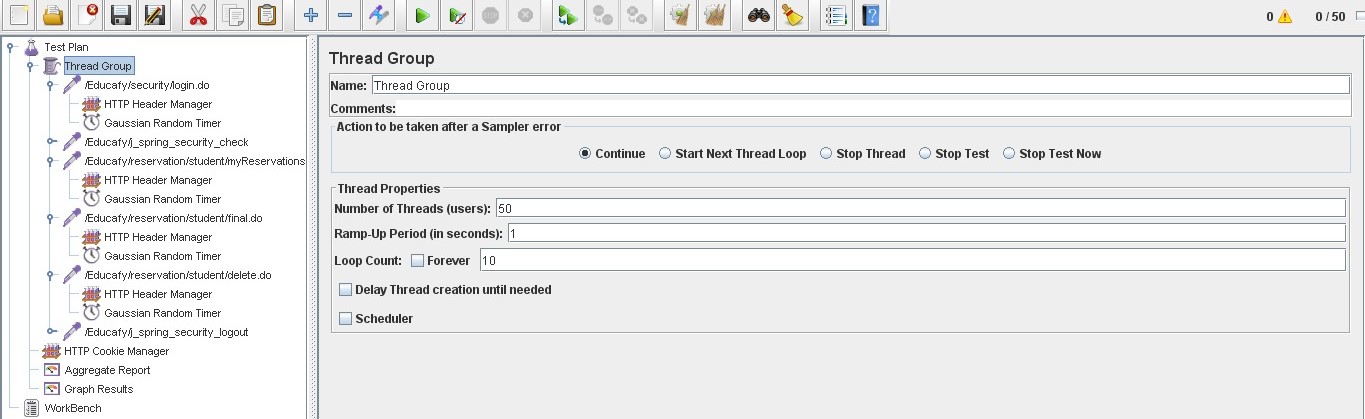 0 0 / 50
Test Plan
Thread Group
/Educafy/security/login.do
HTTP Header Manager
Gaussian Random Timer
/Educafy/j_spring_security_check
/Educafy/reservation/student/myReservations
HTTP Header Manager
Gaussian Random Timer
/Educafy/reservation/student/final.do
HTTP Header Manager
Gaussian Random Timer
/Educafy/reservation/student/delete.do
HTTP Header Manager
Gaussian Random Timer
/Educafy/j_spring_security_logout
HTTP Cookie Manager
Aggregate Report
Graph Results
WorkBench
Thread Group
Name: Thread Group
Comments:
Action to be taken after a Sampler error
Continue Start Next Thread Loop Stop Thread Stop Test Stop Test Now
Thread Properties
Number of Threads (users): 50
Ramp-Up Period (in seconds): 1
Loop Count: Forever 10
Delay Thread creation until needed
Scheduler